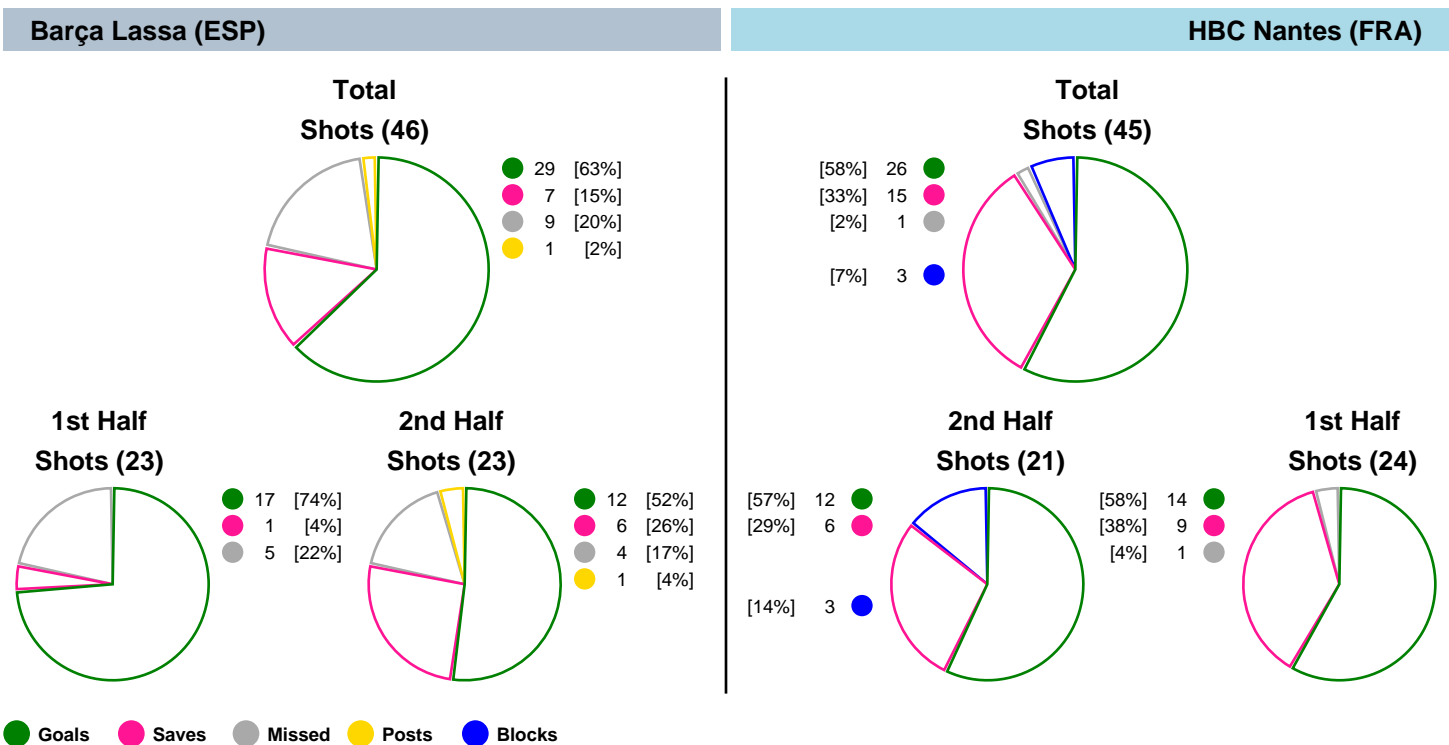 Barça Lassa (ESP)
HBC Nantes (FRA)
Total
Shots (46)
29 [63%]
7 [15%]
9 [20%]
1 [2%]
1st Half
Shots (23)
17 [74%]
1 [4%]
5 [22%]
2nd Half
Shots (23)
12 [52%]
6 [26%]
4 [17%]
1 [4%]
Total
Shots (45)
[58%] 26
[33%] 15
[2%] 1
[7%] 3
2nd Half
Shots (21)
[57%] 12
[29%] 6
[14%] 3
1st Half
Shots (24)
[58%] 14
[38%] 9
[4%] 1
Goals Saves Missed Posts Blocks